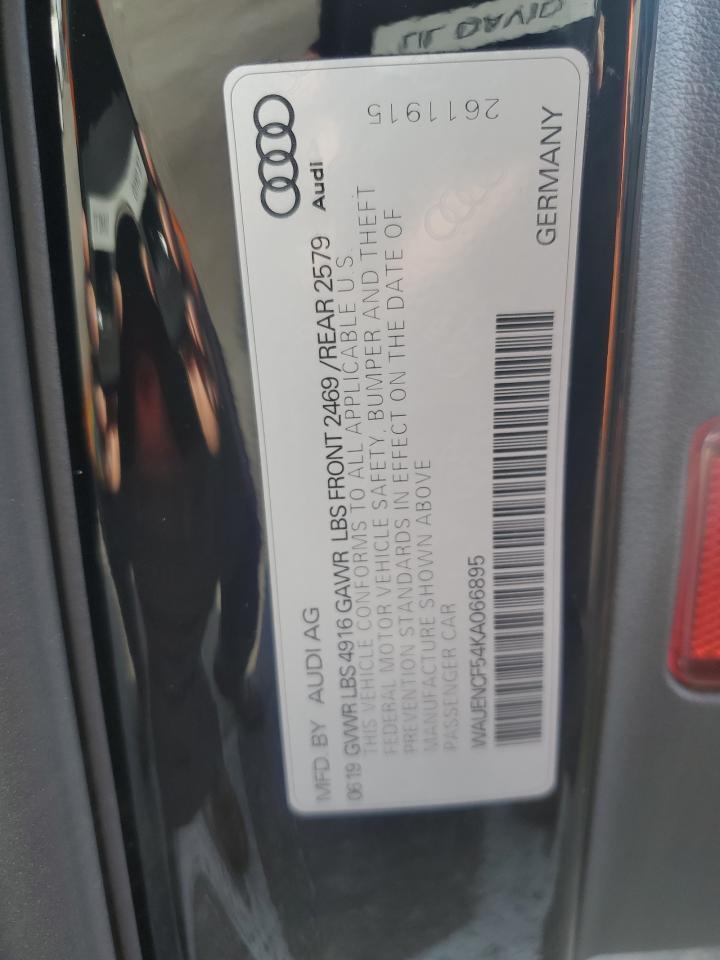 MFD. BY AUDI AG
0619 GVWR LBS 4916 GAWR LBS FRONT 2469 /REAR 2579
THIS VEHICLE CONFORMS TO ALL APPLICABLE U.S.
FEDERAL MOTOR VEHICLE SAFETY, BUMPER AND THEFT
PREVENTION STANDARDS IN EFFECT ON THE DATE OF
MANUFACTURE SHOWN ABOVE
PASSENGER CAR
WAUENCF54KA066895
Audi
2611915
GERMANY